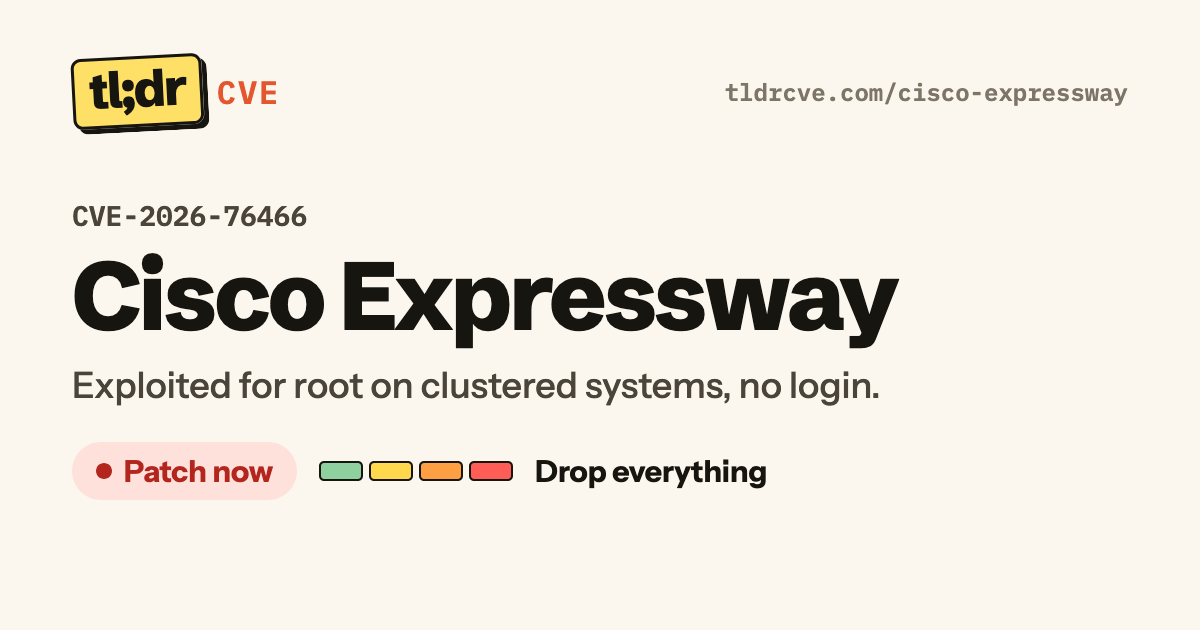 tl;dr CVE
tldrcve.com/cisco-expressway
CVE-2026-76466
Cisco Expressway
Exploited for root on clustered systems, no login.
Patch now
Drop everything